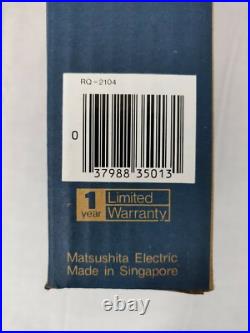 RQ-2104
0
37988 35013
1 year Limited Warranty
Matsushita Electric
Made in Singapore